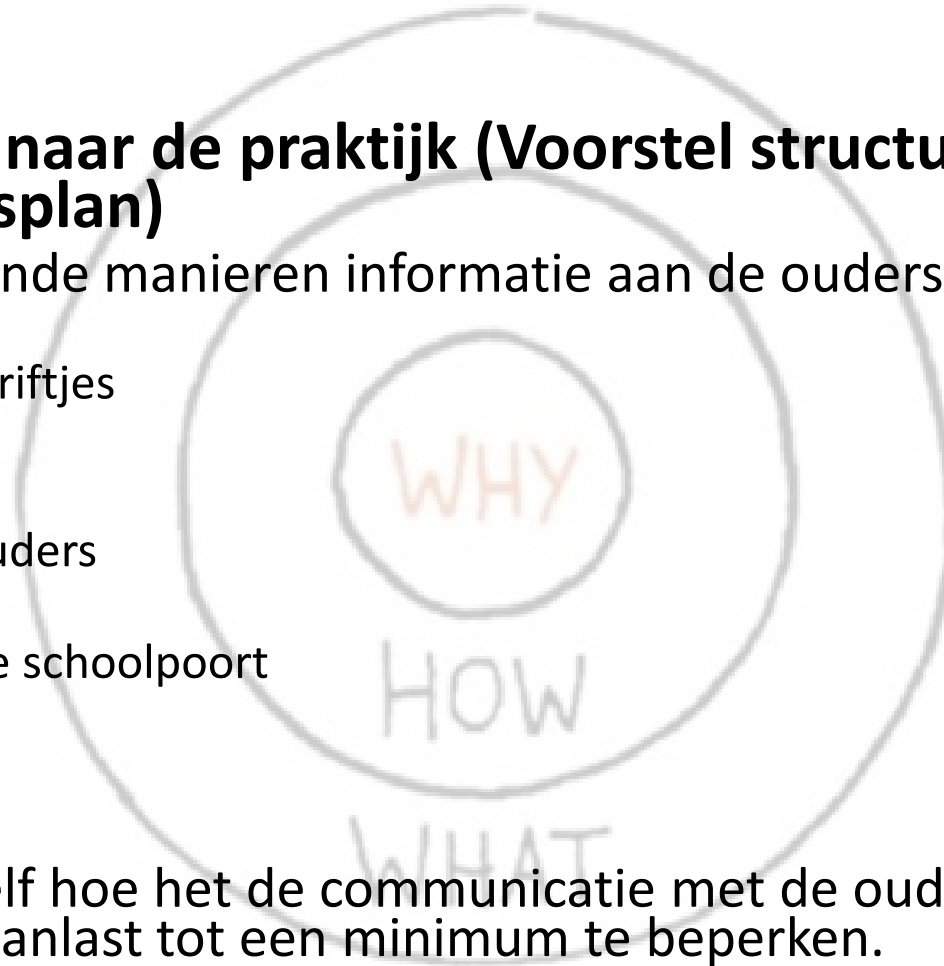 naar de praktijk (Voorstel structu
splan)
nde manieren informatie aan de ouders
riftjes
WHY
uders
e schoolpoort
HOW
WHAT
elf hoe het de communicatie met de oud
anlast tot een minimum te beperken.